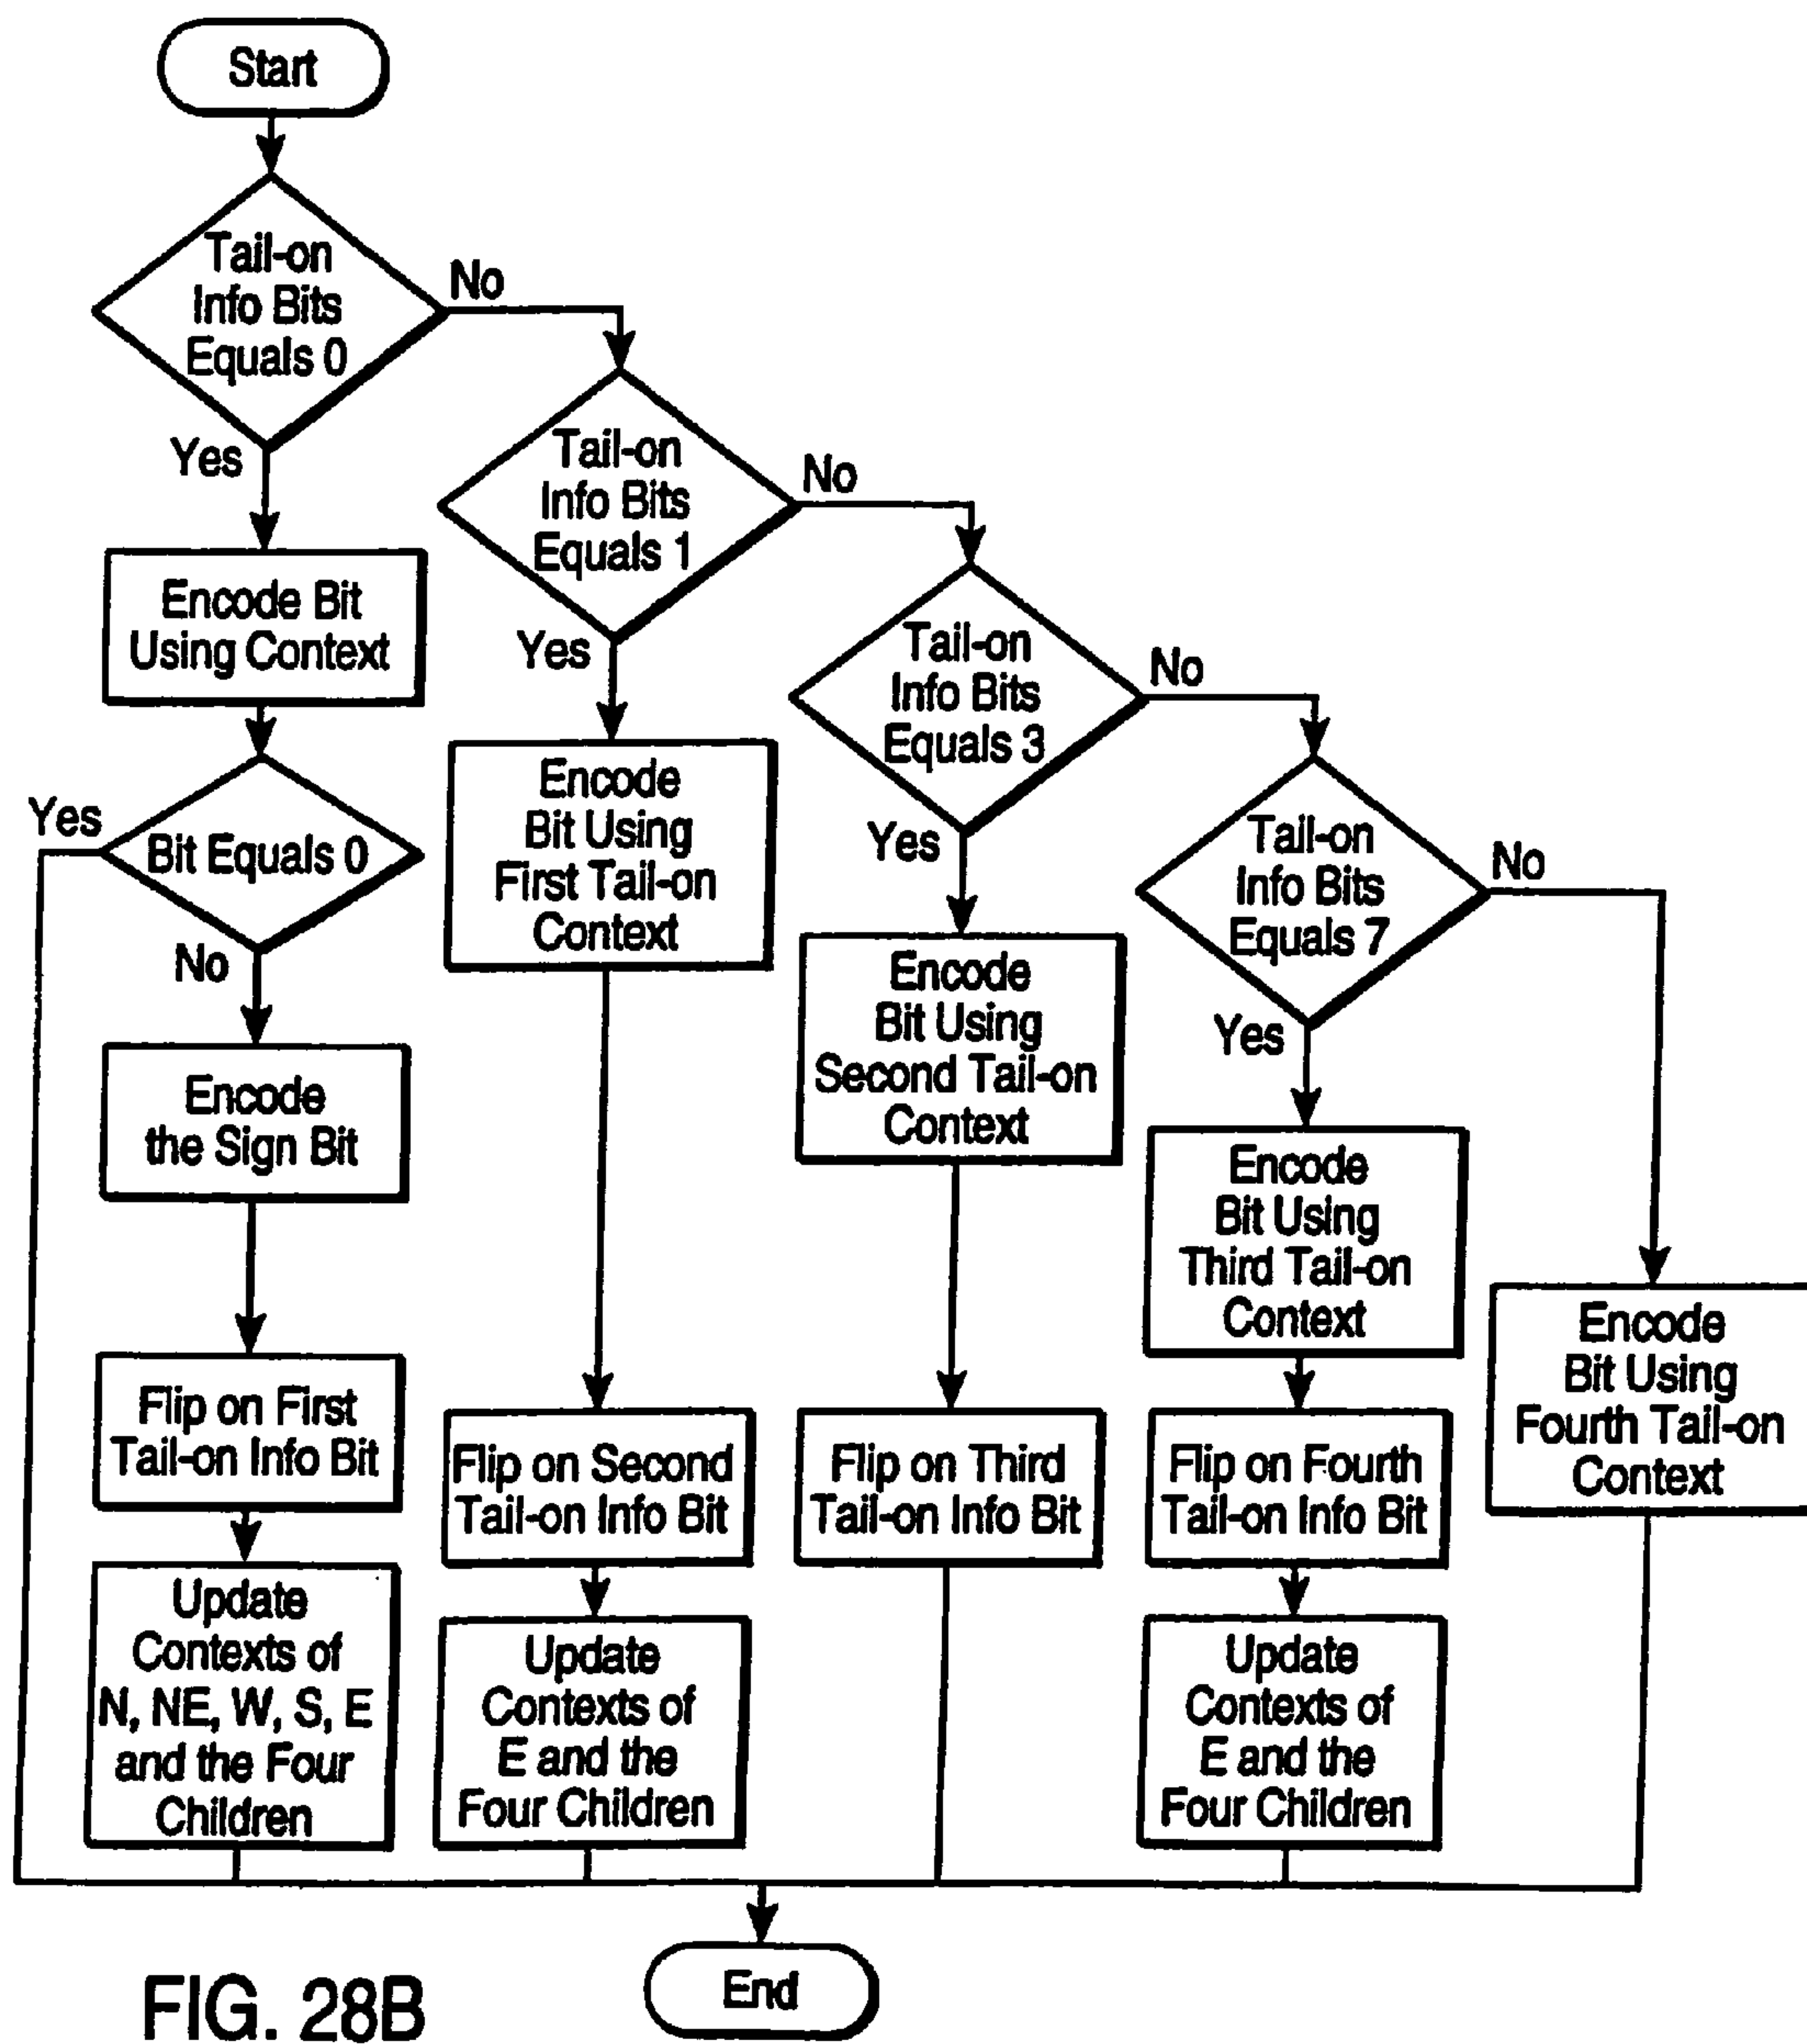 Start
Tail-on
Info Bits
Equals 0
No
Yes
Tail-on
Info Bits
Equals 1
No
Yes
Tail-on
Info Bits
Equals 3
No
Yes
Tail-on
Info Bits
Equals 7
No
Yes
Encode Bit
Using Context
Bit Equals 0
Yes
No
Encode
the Sign Bit
Flip on First
Tail-on Info Bit
Update
Contexts of
N, NE, W, S, E
and the Four
Children
Encode
Bit Using
First Tail-on
Context
Flip on Second
Tail-on Info Bit
Update
Contexts of
E and the
Four Children
Encode
Bit Using
Second Tail-on
Context
Flip on Third
Tail-on Info Bit
Encode
Bit Using
Third Tail-on
Context
Flip on Fourth
Tail-on Info Bit
Update
Contexts of
E and the
Four Children
Encode
Bit Using
Fourth Tail-on
Context
End
FIG. 28B